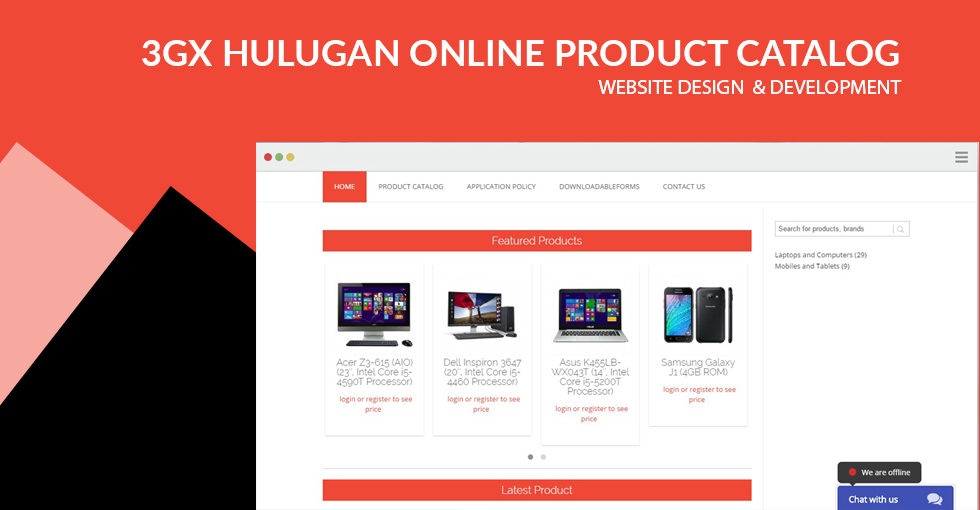 3GX HULUGAN ONLINE PRODUCT CATALOG
WEBSITE DESIGN & DEVELOPMENT
HOME PRODUCT CATALOG APPLICATION POLICY DOWNLOADABLEFORMS CONTACT US
Search for products, brands
Laptops and Computers (29)
Mobiles and Tablets (9)
Featured Products
Acer Z3-615 (AIO)
(23", Intel Core i5-
4590T Processor)
login or register to see
price
Dell Inspiron 3647
(20", Intel Core i5-
4460 Processor)
login or register to see
price
Asus K455LB-
WX043T (14", Intel
Core i5-5200T
Processor)
login or register to see
price
Samsung Galaxy
J1 (4GB ROM)
login or register to see
price
Latest Product
We are offline
Chat with us